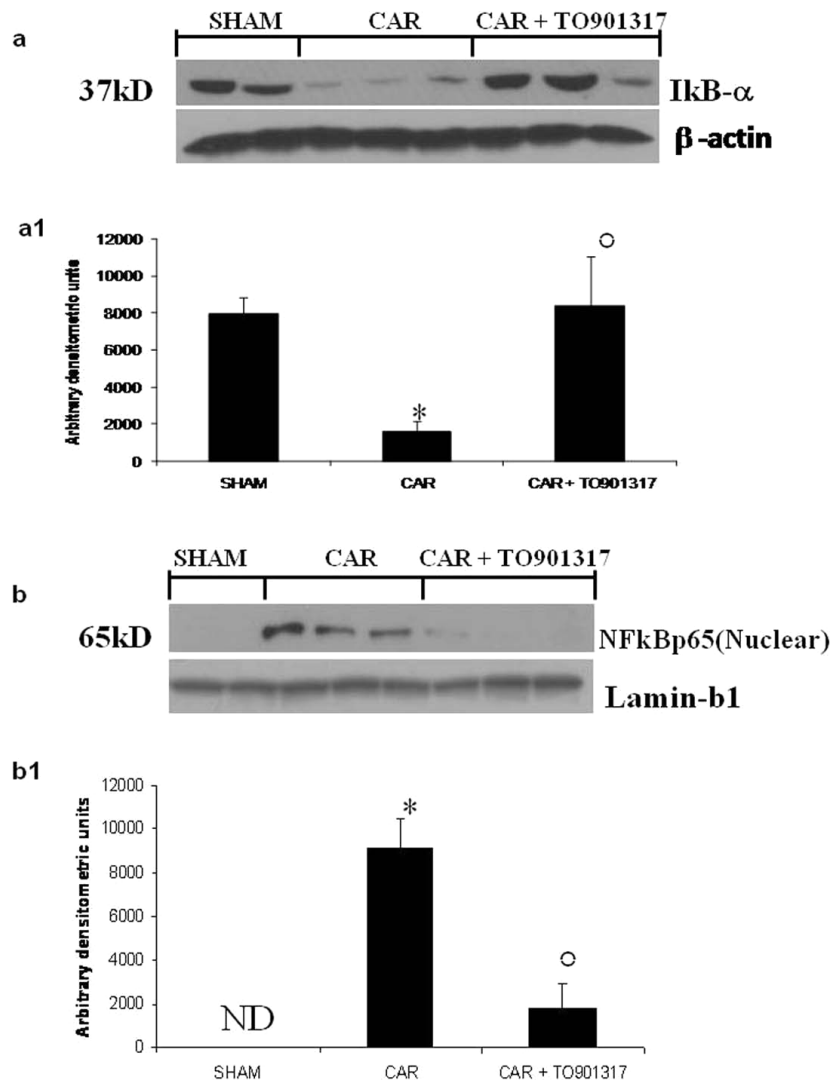 a
SHAM CAR CAR + TO901317
37kD IkB-α
β-actin
a1
Arbitrary densitometric units
12000
10000
8000
6000
4000
2000
0
*
SHAM CAR CAR + TO901317
SHAM CAR CAR + TO901317
b
65kD NFkBp65(Nuclear)
Lamin-b1
b1
Arbitrary densitometric units
12000
10000
8000
6000
4000
2000
0
*
ND
SHAM CAR CAR + TO901317